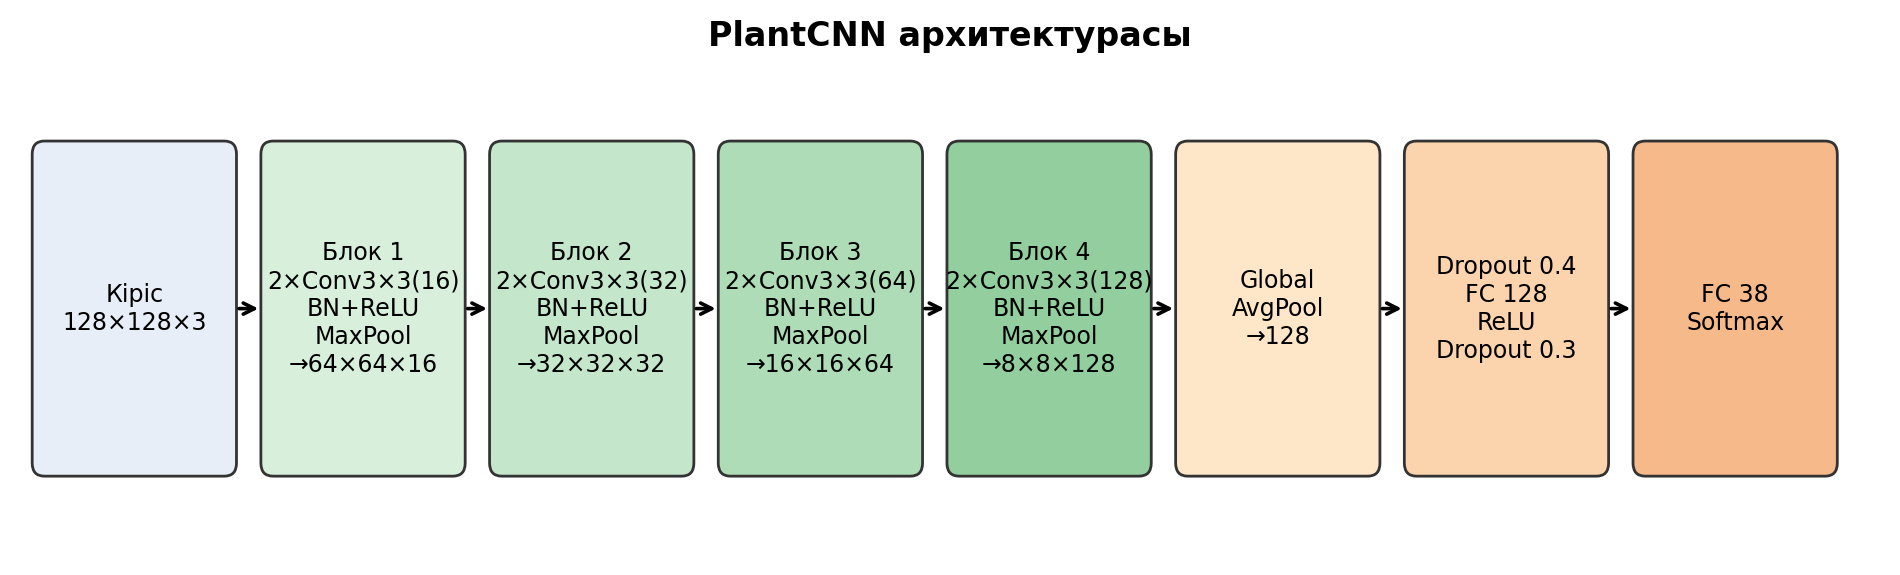 PlantCNN архитектурасы
Кіріс
128×128×3
Блок 1
2×Conv3×3(16)
BN+ReLU
MaxPool
→64×64×16
Блок 2
2×Conv3×3(32)
BN+ReLU
MaxPool
→32×32×32
Блок 3
2×Conv3×3(64)
BN+ReLU
MaxPool
→16×16×64
Блок 4
2×Conv3×3(128)
BN+ReLU
MaxPool
→8×8×128
Global
AvgPool
→128
Dropout 0.4
FC 128
ReLU
Dropout 0.3
FC 38
Softmax